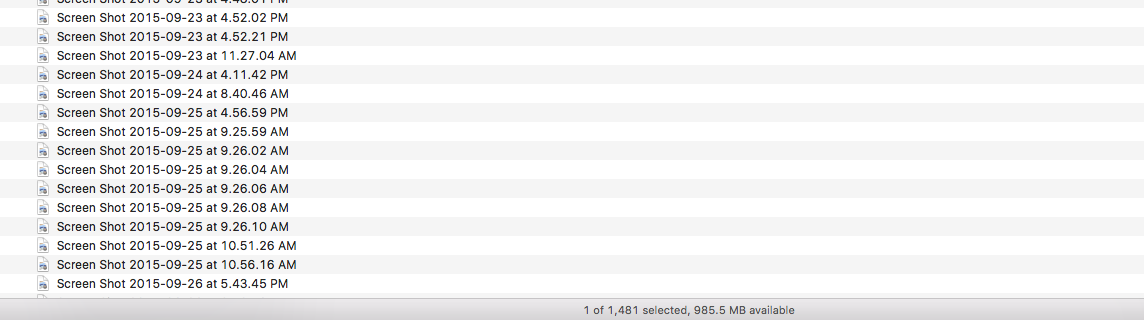 Screen Shot 2015-09-23 at 4.52.02 PM
Screen Shot 2015-09-23 at 4.52.21 PM
Screen Shot 2015-09-23 at 11.27.04 AM
Screen Shot 2015-09-24 at 4.11.42 PM
Screen Shot 2015-09-24 at 8.40.46 AM
Screen Shot 2015-09-25 at 4.56.59 PM
Screen Shot 2015-09-25 at 9.25.59 AM
Screen Shot 2015-09-25 at 9.26.02 AM
Screen Shot 2015-09-25 at 9.26.04 AM
Screen Shot 2015-09-25 at 9.26.06 AM
Screen Shot 2015-09-25 at 9.26.08 AM
Screen Shot 2015-09-25 at 9.26.10 AM
Screen Shot 2015-09-25 at 10.51.26 AM
Screen Shot 2015-09-25 at 10.56.16 AM
Screen Shot 2015-09-26 at 5.43.45 PM
1 of 1,481 selected, 985.5 MB available